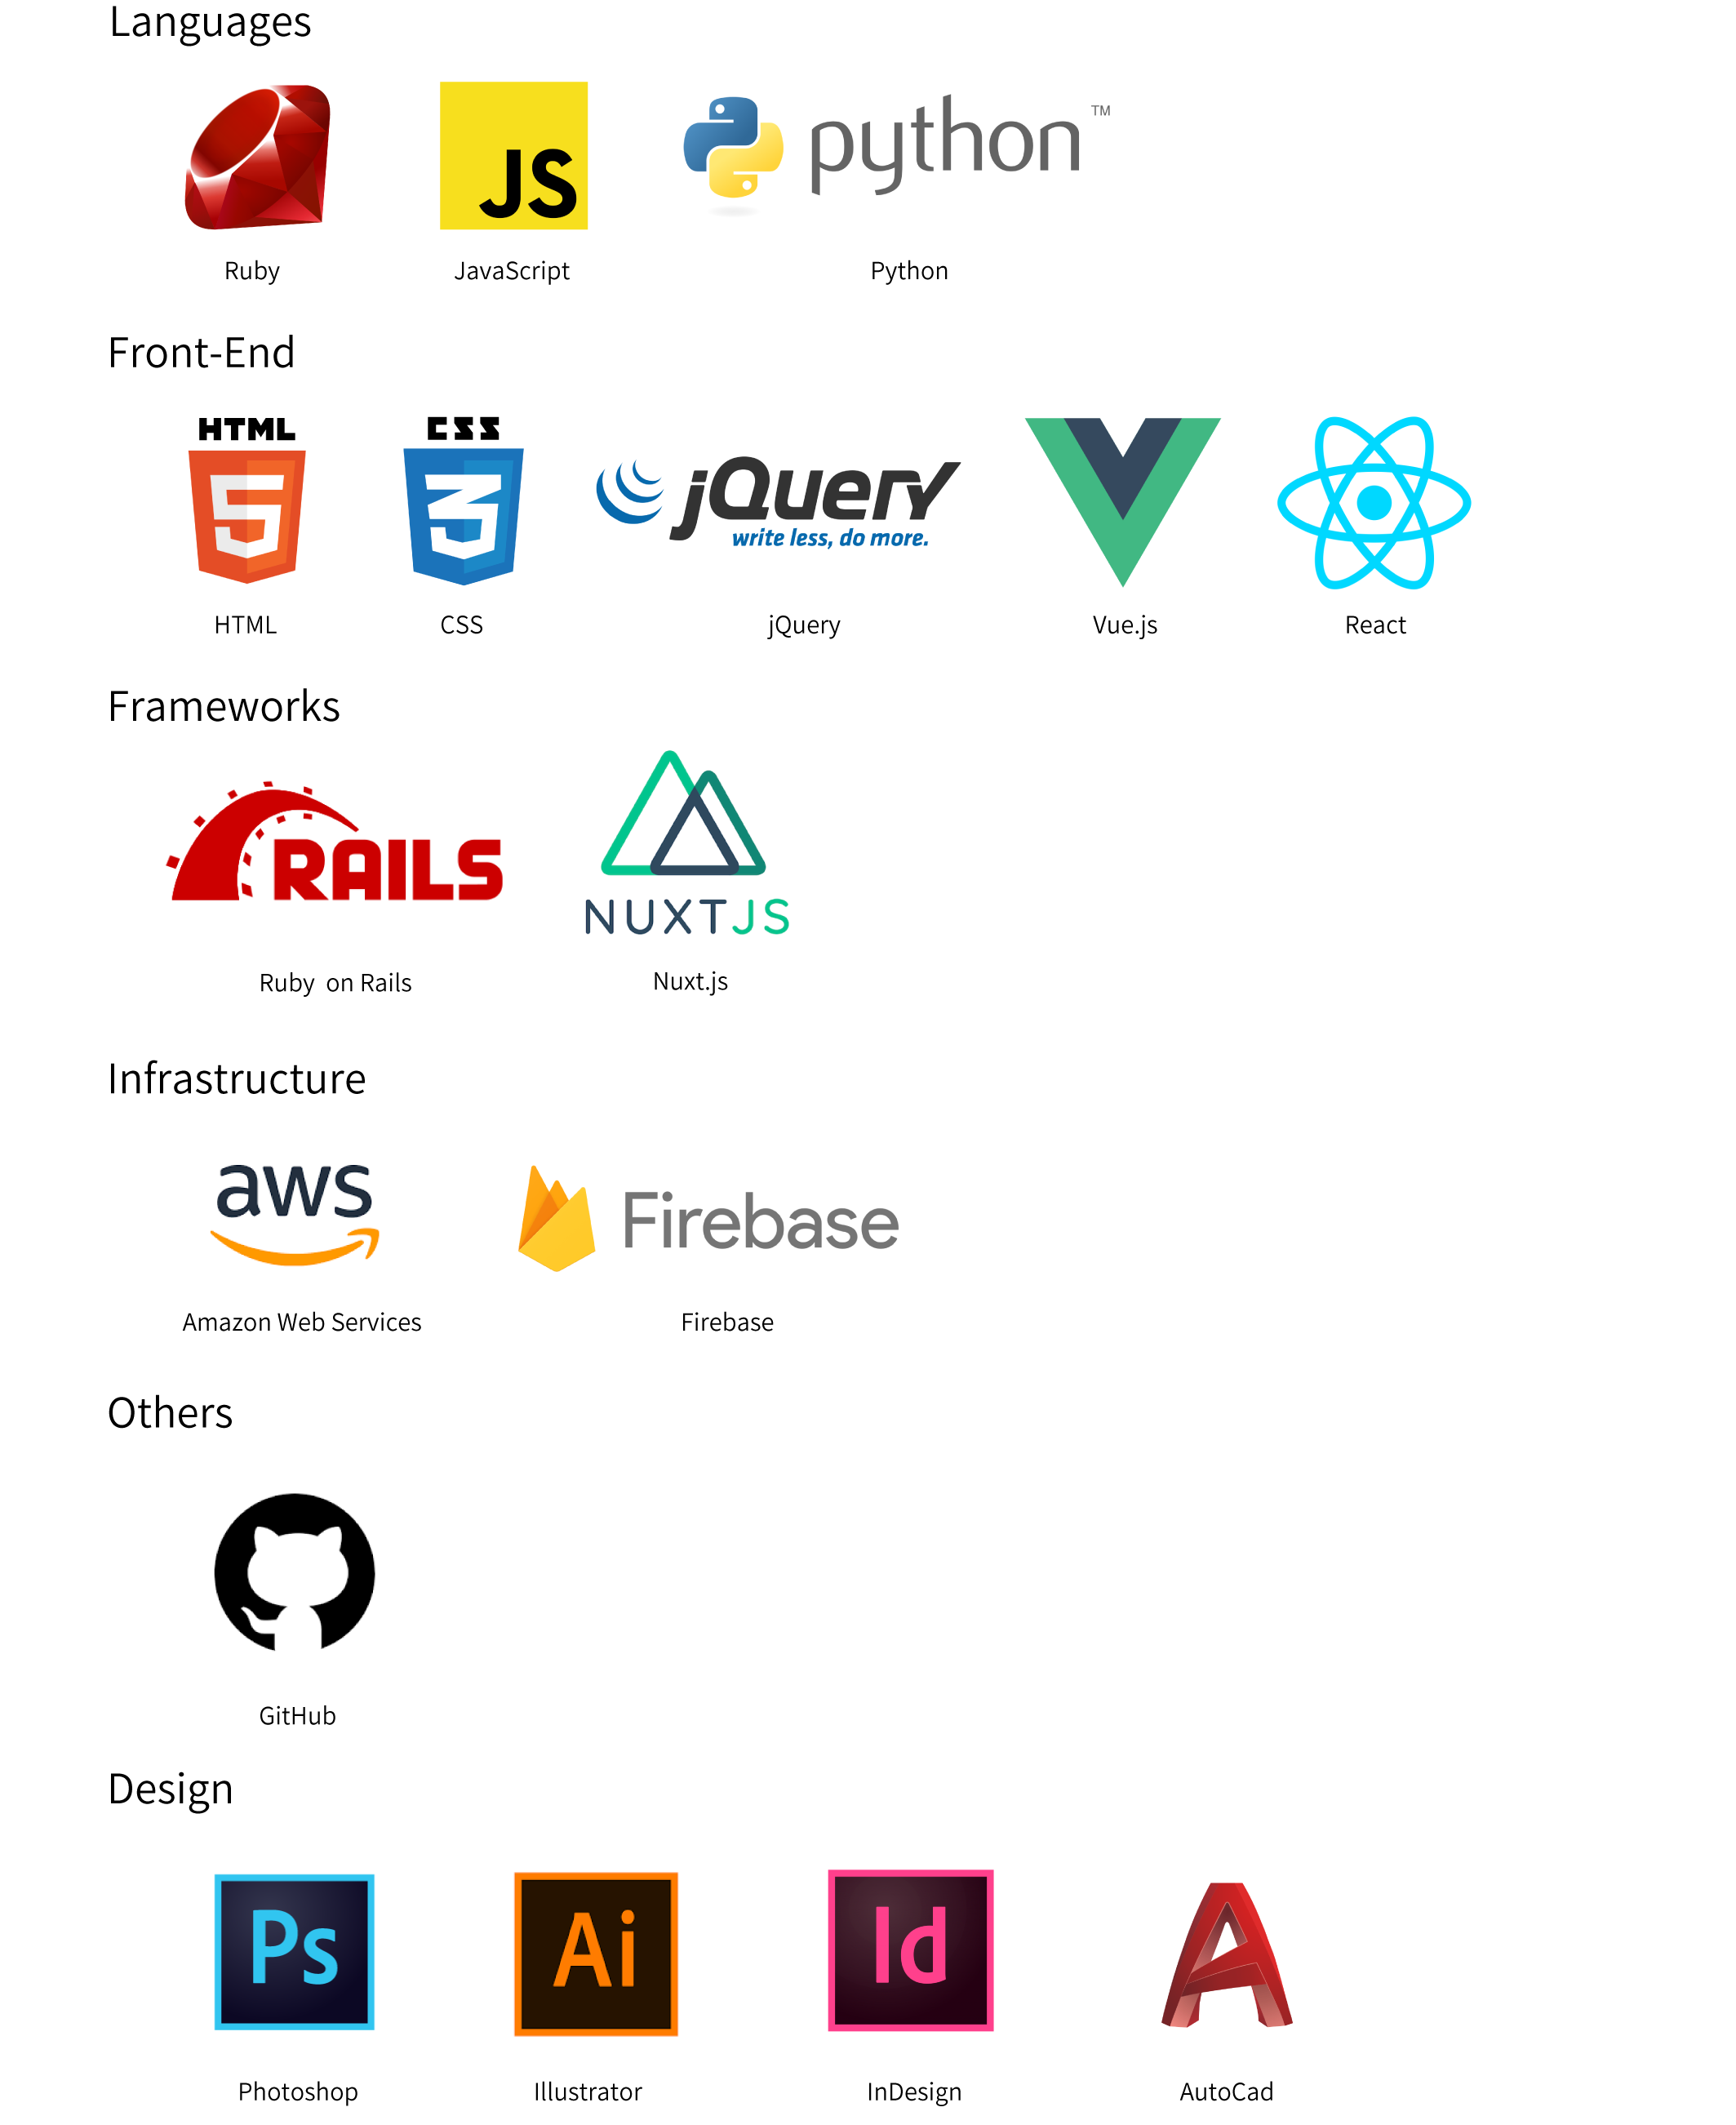 Languages
JS
python ™
Ruby
JavaScript
Python
Front-End
HTML
CSS
5
3
jQuery
write less, do more.
HTML
CSS
jQuery
Vue.js
React
Frameworks
RAILS
NUXTJS
Ruby on Rails
Nuxt.js
Infrastructure
aws
Firebase
Amazon Web Services
Firebase
Others
GitHub
Design
Ps
Ai
Id
A
Photoshop
Illustrator
InDesign
AutoCad